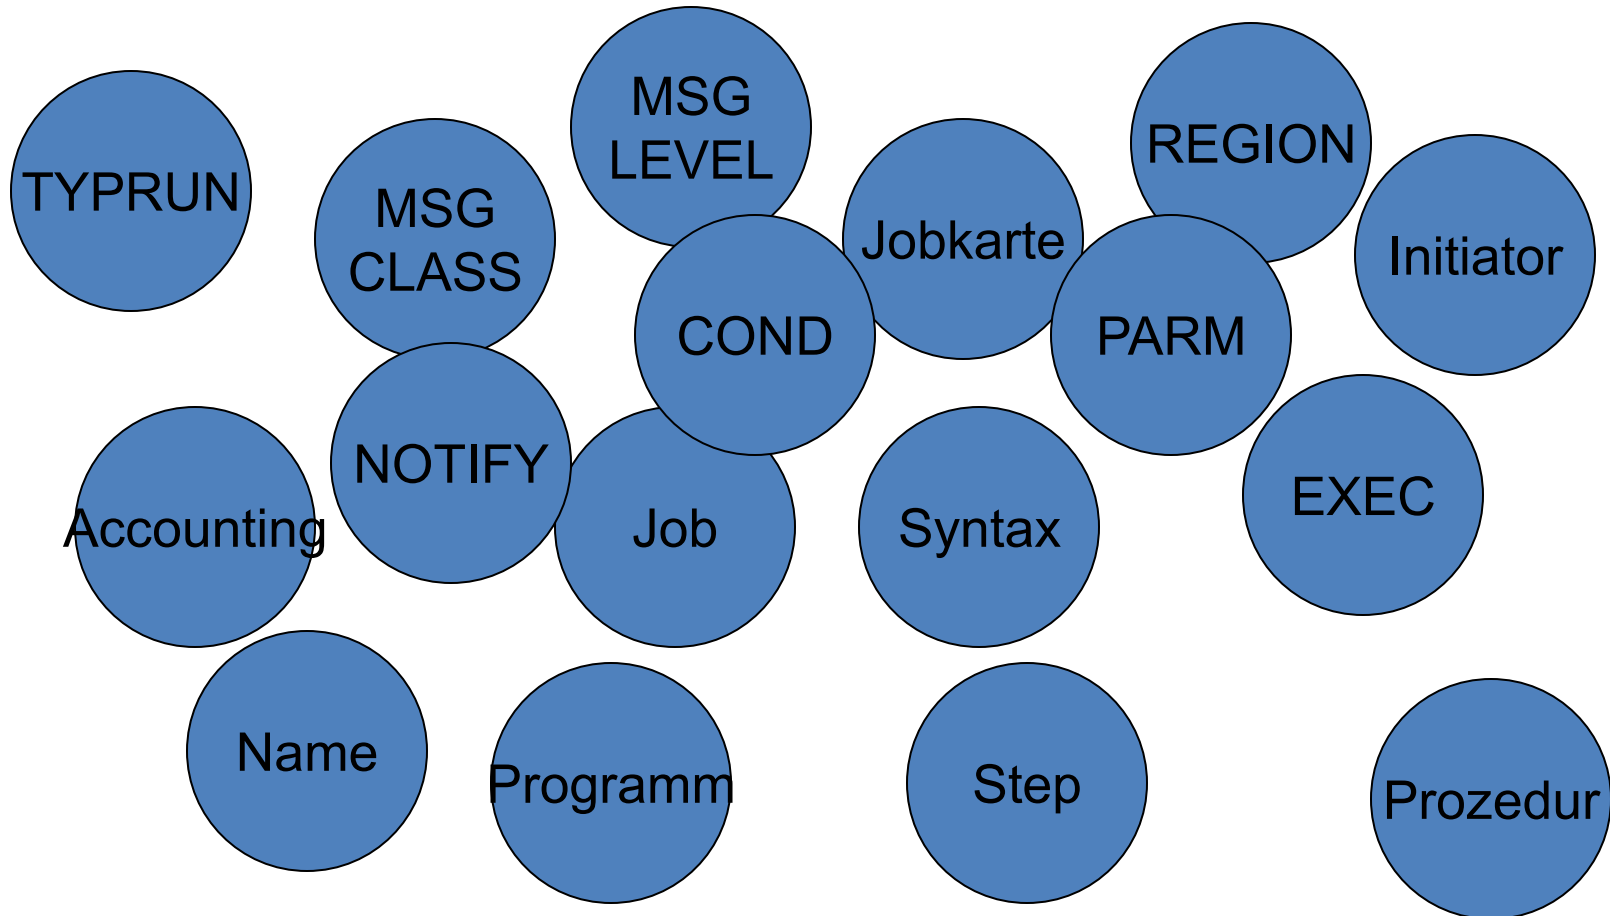 MSG
LEVEL
REGION
TYPRUN
MSG
CLASS
Jobkarte
Initiator
COND
PARM
NOTIFY
EXEC
Accounting
Job
Syntax
Name
Programm
Step
Prozedur